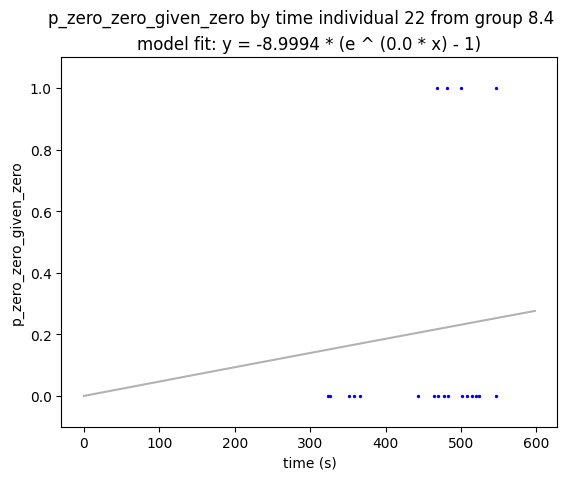 p_zero_zero_given_zero by time individual 22 from group 8.4
model fit: y = -8.9994 * (e ^ (0.0 * x) - 1)
1.0
0.8
0.6
0.4
0.2
0.0
p_zero_zero_given_zero
0 100 200 300 400 500 600
time (s)